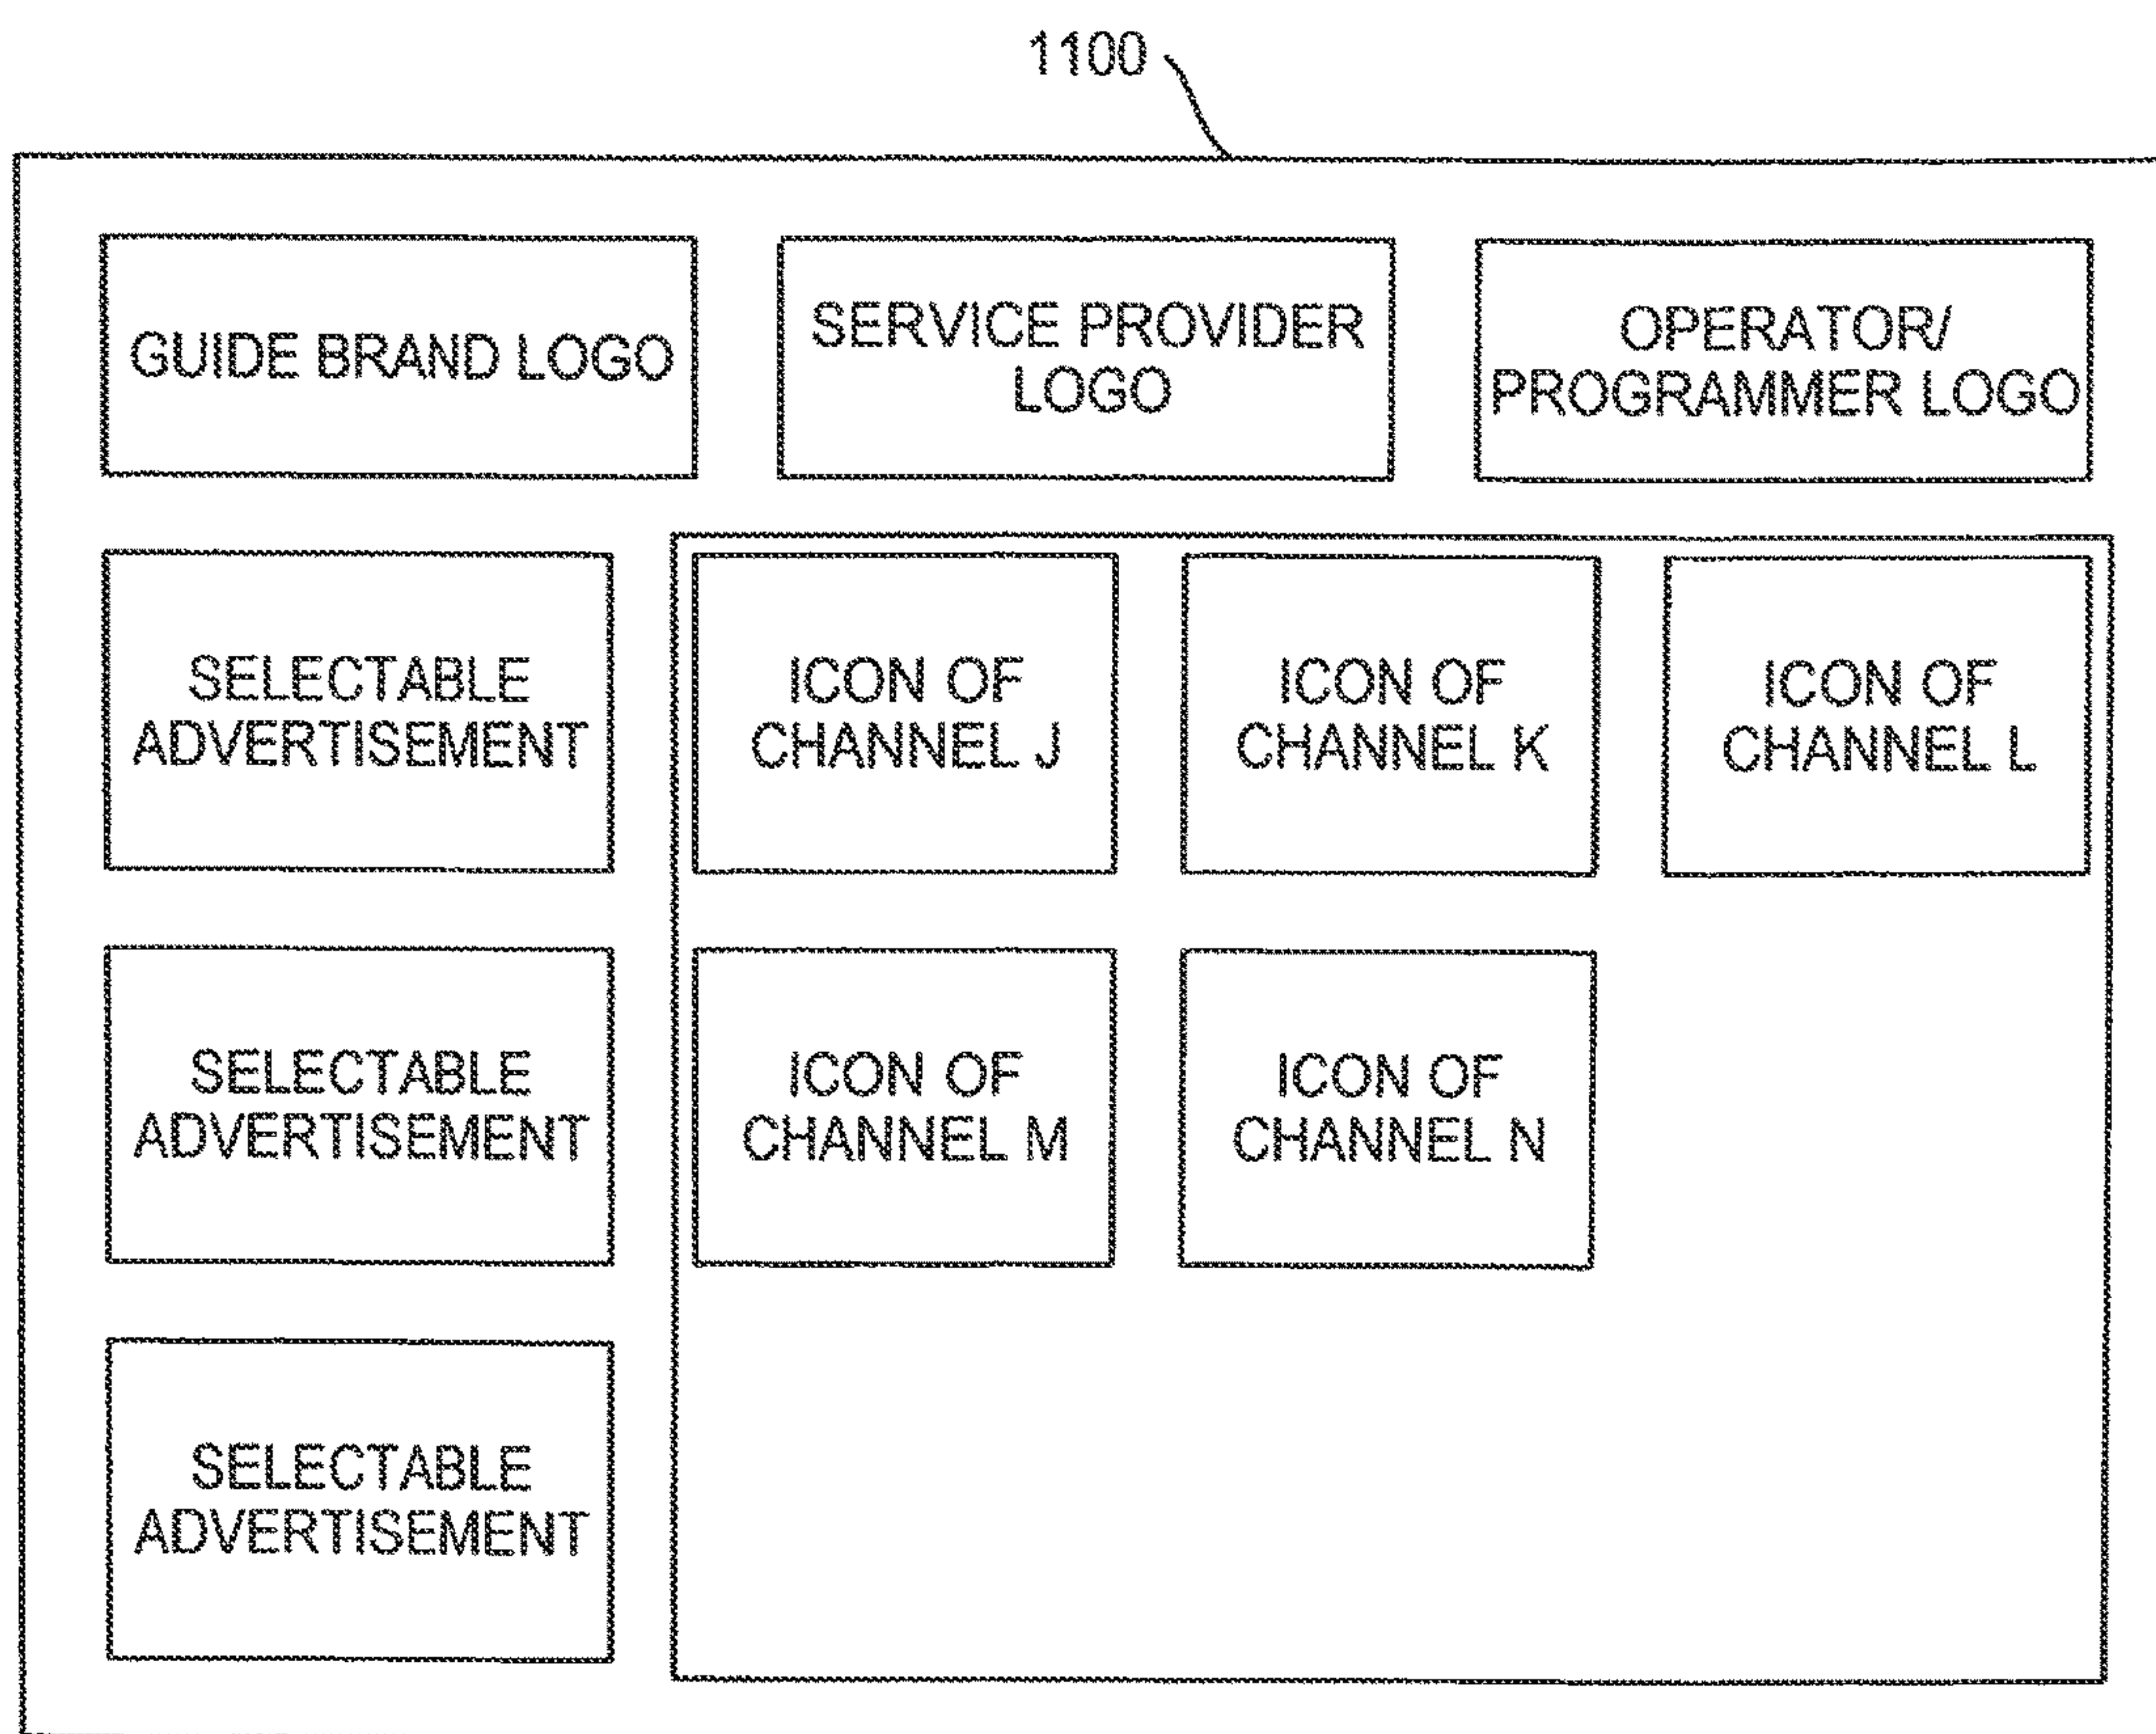 1100
GUIDE BRAND LOGO
SERVICE PROVIDER
LOGO
OPERATOR/
PROGRAMMER LOGO
SELECTABLE
ADVERTISEMENT
ICON OF
CHANNEL J
ICON OF
CHANNEL K
ICON OF
CHANNEL L
SELECTABLE
ADVERTISEMENT
ICON OF
CHANNEL M
ICON OF
CHANNEL N
SELECTABLE
ADVERTISEMENT